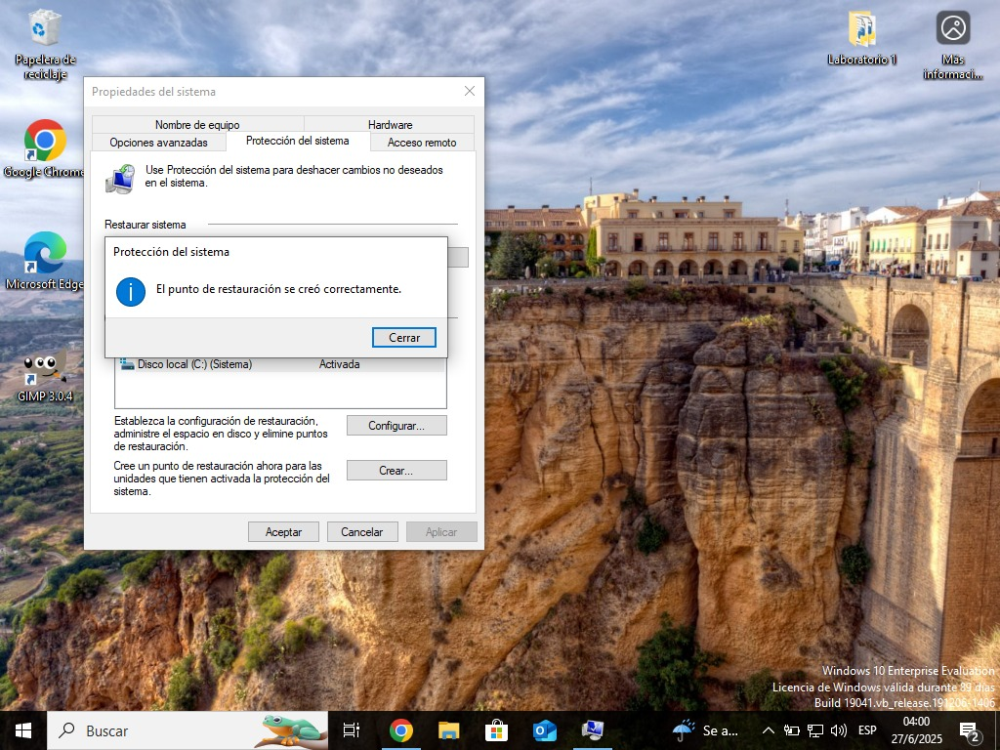 Papelera de
reciclaje
Laboratorio 1
Más
informaci...
Google Chrome
Microsoft Edge
GIMP 3.0.4
Propiedades del sistema
Nombre de equipo
Hardware
Opciones avanzadas
Protección del sistema
Acceso remoto
Use Protección del sistema para deshacer cambios no deseados
en el sistema.
Restaurar sistema
Protección del sistema
El punto de restauración se creó correctamente.
Cerrar
Disco local (C:) (Sistema)
Activada
Establezca la configuración de restauración,
administre el espacio en disco y elimine puntos
de restauración.
Configurar...
Cree un punto de restauración ahora para las
unidades que tienen activada la protección del
sistema.
Crear...
Aceptar
Cancelar
Aplicar
Windows 10 Enterprise Evaluation
Licencia de Windows válida durante 89 días
Build 19041.vb_release.191206-1406
Buscar
Se a...
ESP
04:00
27/6/2025
2